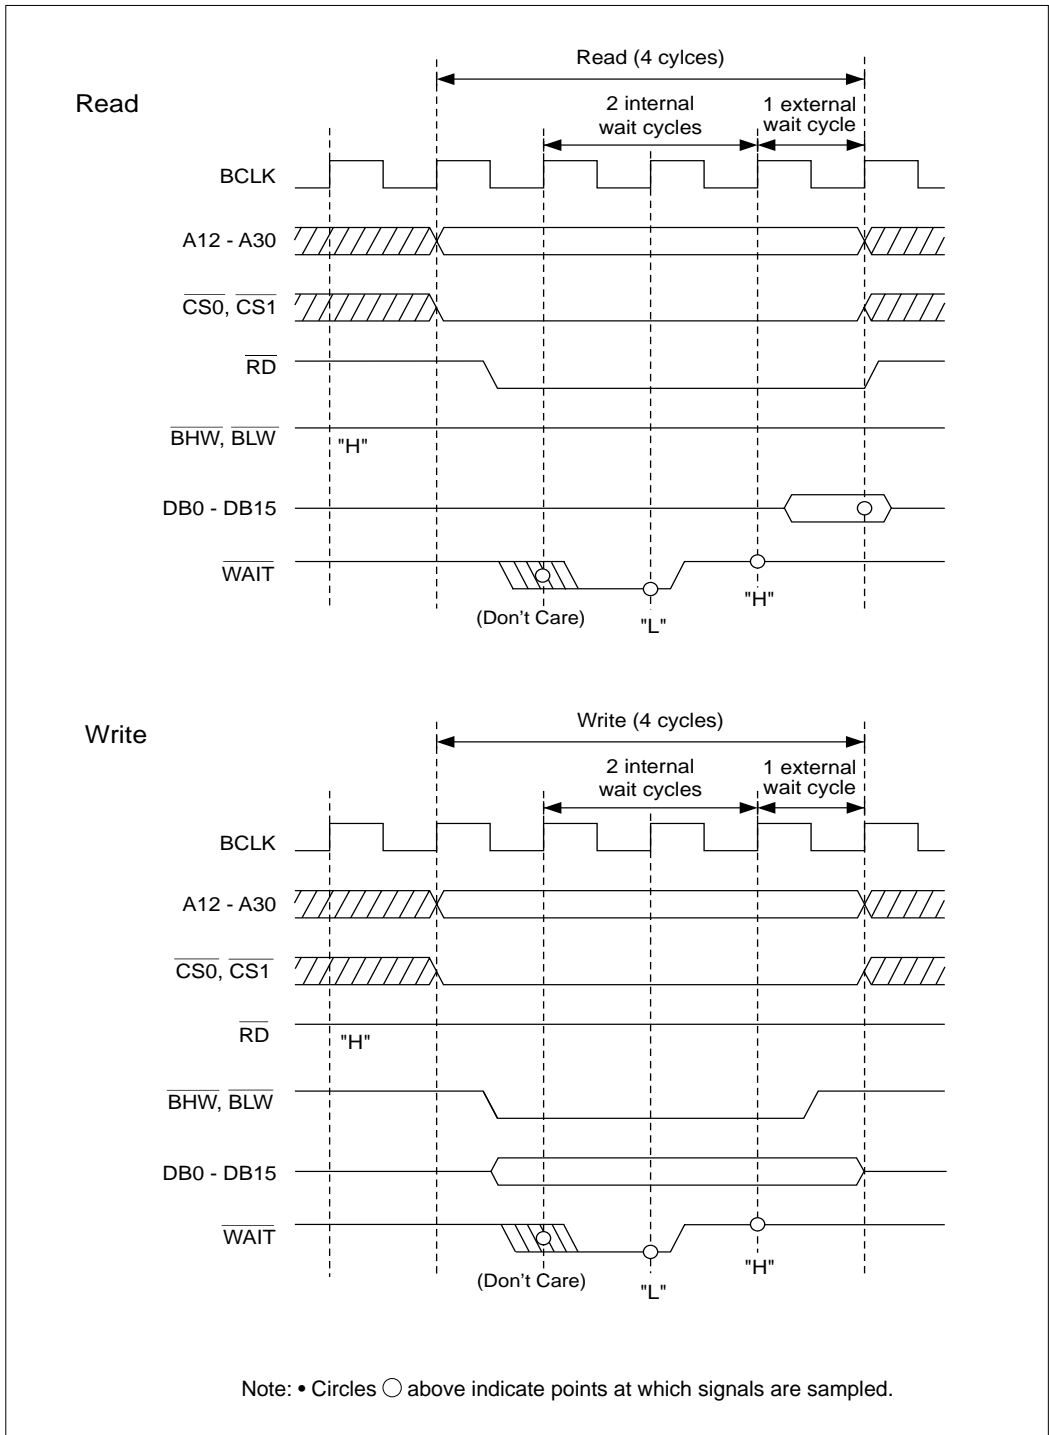 Read (4 cylces)
Read
2 internal
wait cycles
1 external
wait cycle
BCLK
A12 - A30
CS0, CS1
RD
BHW, BLW
"H"
DB0 - DB15
WAIT
(Don't Care)
"L"
"H"
Write (4 cycles)
Write
2 internal
wait cycles
1 external
wait cycle
BCLK
A12 - A30
CS0, CS1
RD
"H"
BHW, BLW
DB0 - DB15
WAIT
(Don't Care)
"L"
"H"
Note: • Circles ○ above indicate points at which signals are sampled.